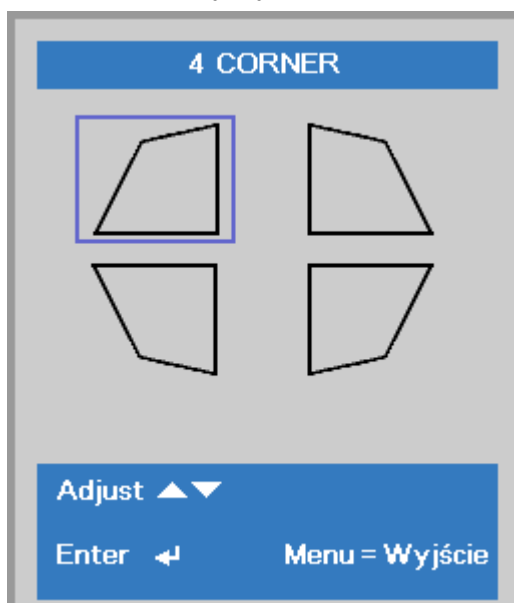 4 CORNER
Adjust ▲▼
Enter ↵ Menu = Wyjście